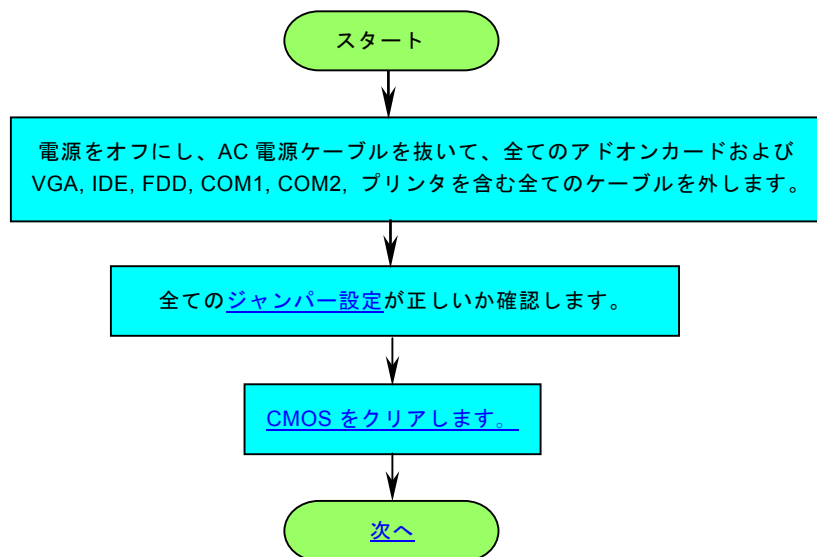 スタート
電源をオフにし、AC 電源ケーブルを抜いて、全てのアドオンカードおよび
VGA, IDE, FDD, COM1, COM2, プリンタを含む全てのケーブルを外します。
全てのジャンパー設定が正しいか確認します。
CMOS をクリアします。
次へ